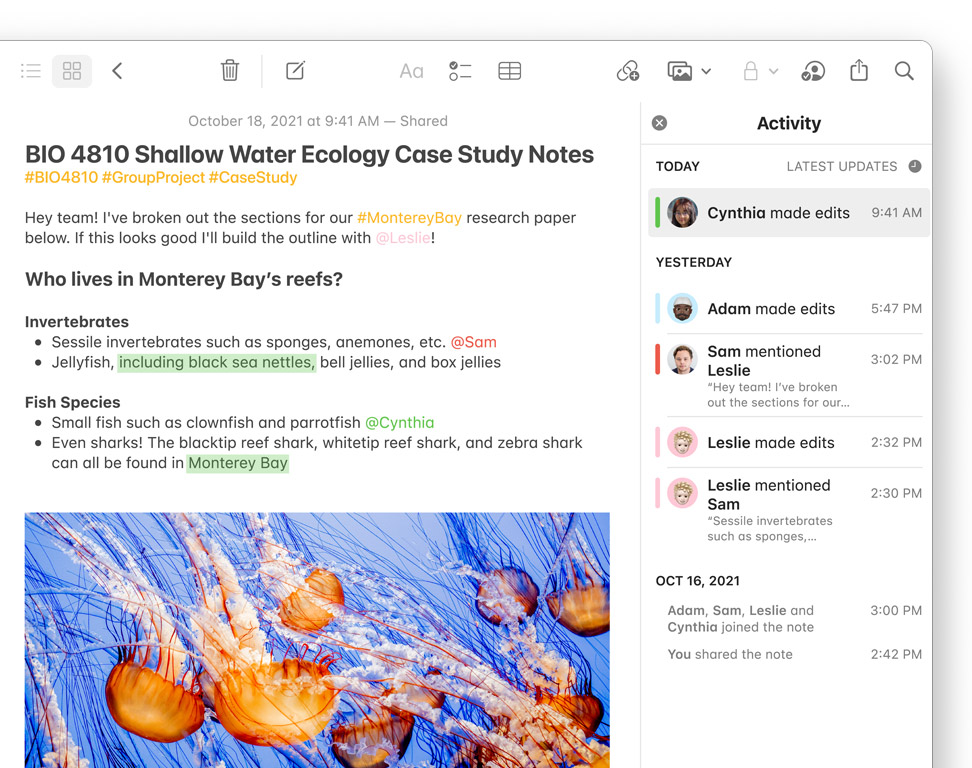 Aa
October 18, 2021 at 9:41 AM — Shared
BIO 4810 Shallow Water Ecology Case Study Notes
#BIO4810 #GroupProject #CaseStudy
Hey team! I've broken out the sections for our #MontereyBay research paper
below. If this looks good I'll build the outline with @Leslie!
Who lives in Monterey Bay’s reefs?
Invertebrates
• Sessile invertebrates such as sponges, anemones, etc. @Sam
• Jellyfish, including black sea nettles, bell jellies, and box jellies
Fish Species
• Small fish such as clownfish and parrotfish @Cynthia
• Even sharks! The blacktip reef shark, whitetip reef shark, and zebra shark
can all be found in Monterey Bay
Activity
TODAY LATEST UPDATES
Cynthia made edits 9:41 AM
YESTERDAY
Adam made edits 5:47 PM
Sam mentioned
Leslie 3:02 PM
“Hey team! I’ve broken
out the sections for our…
Leslie made edits 2:32 PM
Leslie mentioned
Sam 2:30 PM
“Sessile invertebrates
such as sponges,…
OCT 16, 2021
Adam, Sam, Leslie and 3:00 PM
Cynthia joined the note
You shared the note 2:42 PM